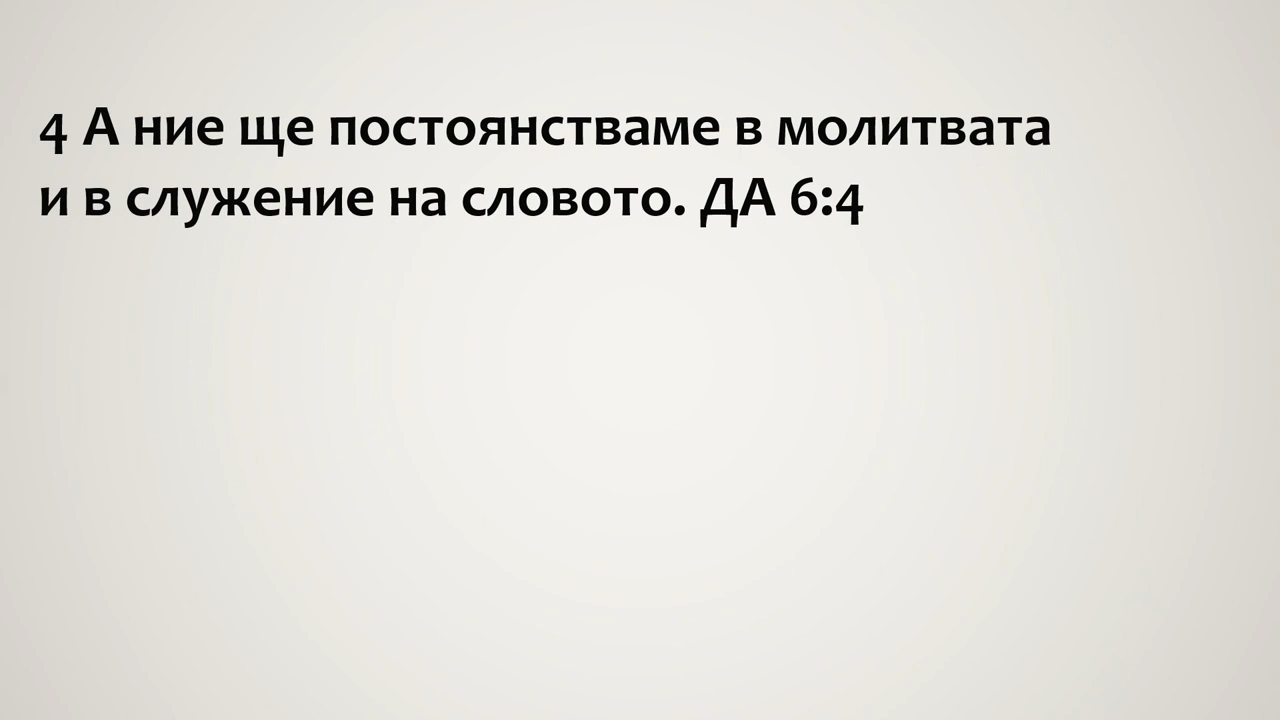 4 А ние ще постоянстваме в молитвата
и в служение на словото. ДА 6:4